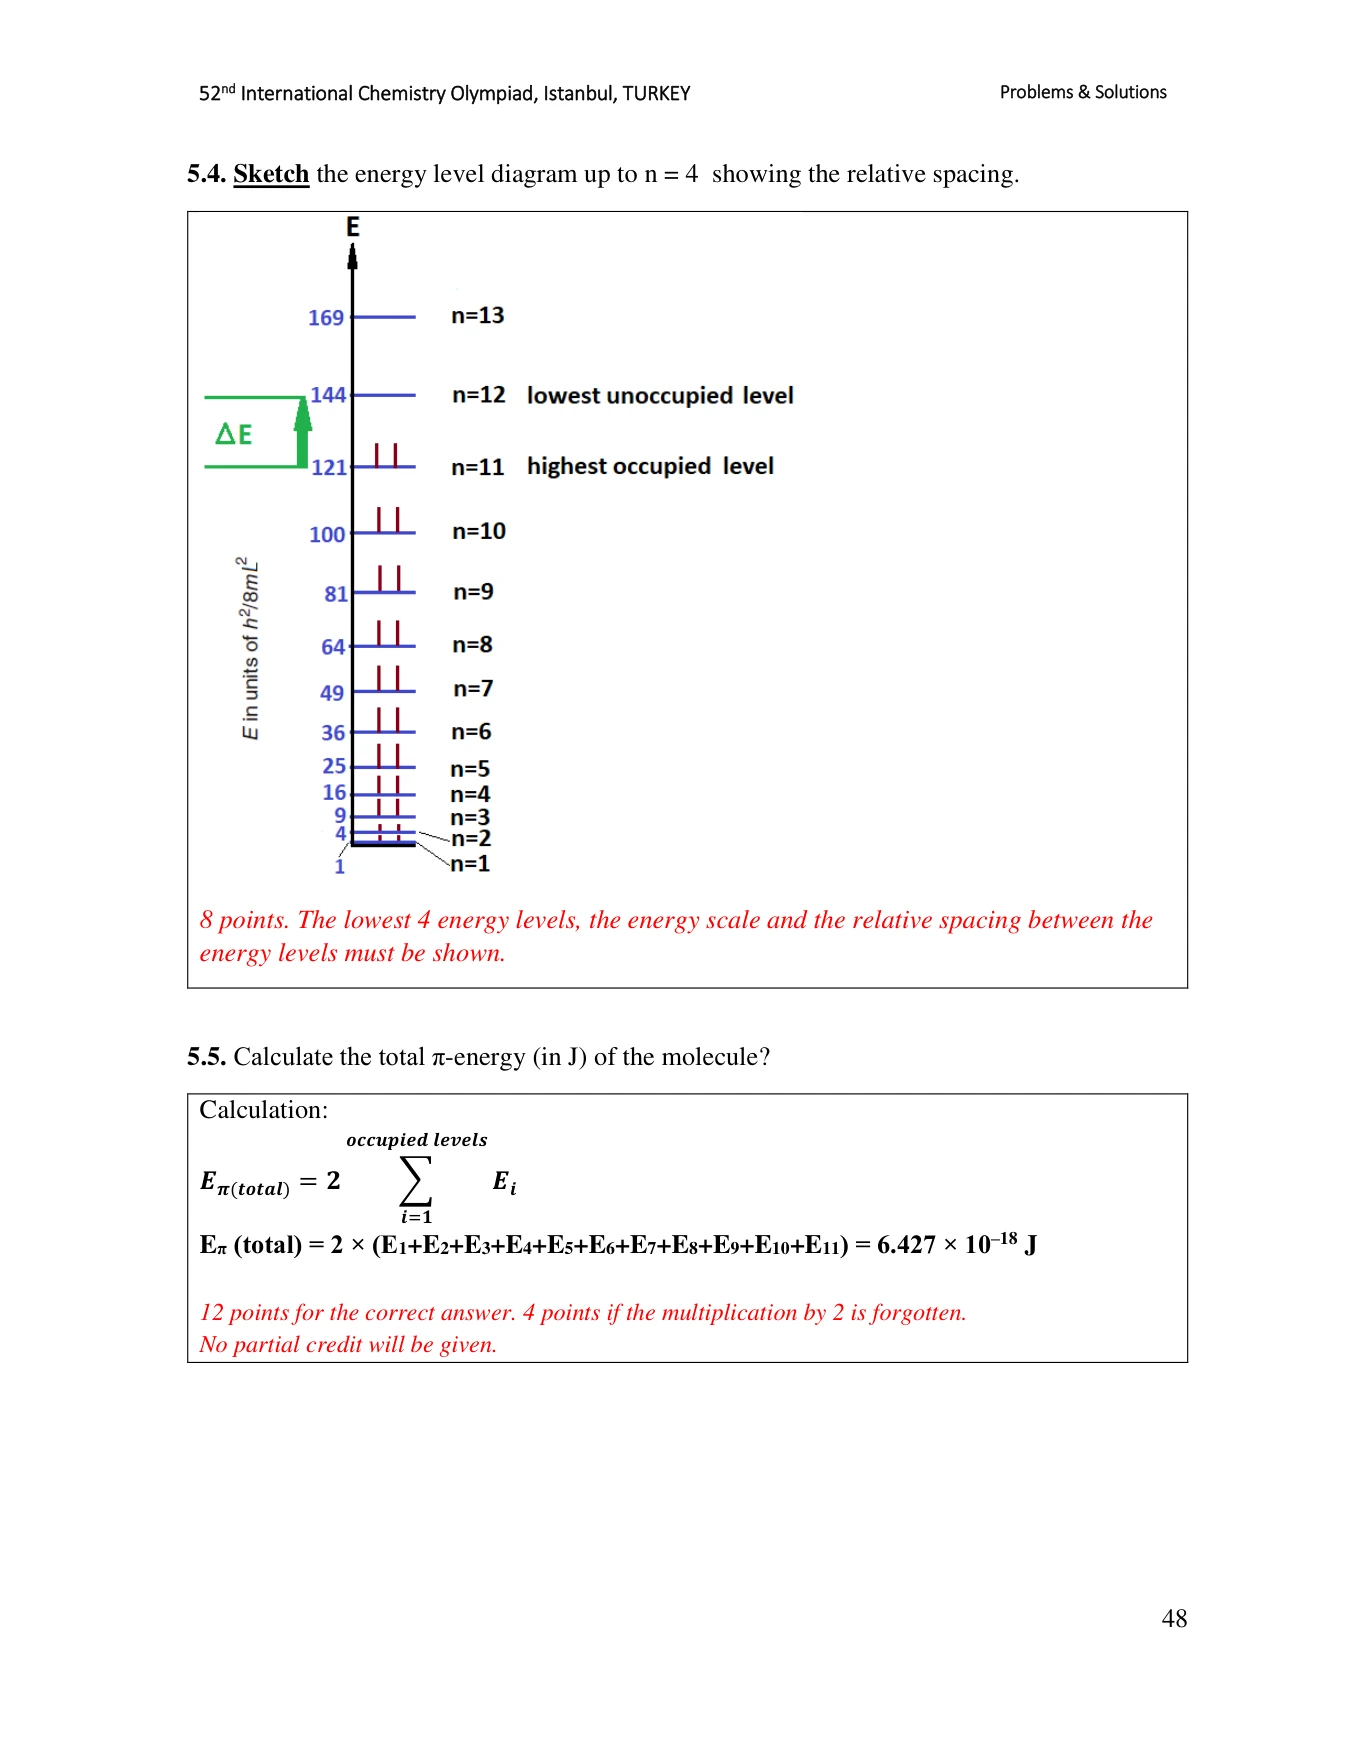 52nd International Chemistry Olympiad, Istanbul, TURKEY Problems & Solutions
5.4. Sketch the energy level diagram up to n = 4 showing the relative spacing.
E
169 n=13
144 n=12 lowest unoccupied level
ΔE
121 n=11 highest occupied level
100 n=10
81 n=9
64 n=8
49 n=7
36 n=6
25 n=5
16 n=4
9 n=3
4 n=2
1 n=1
E in units of h²/8mL²
8 points. The lowest 4 energy levels, the energy scale and the relative spacing between the
energy levels must be shown.
5.5. Calculate the total π-energy (in J) of the molecule?
Calculation:
occupied levels
Eπ(total) = 2 ∑ Ei
i=1
Eπ (total) = 2 × (E1+E2+E3+E4+E5+E6+E7+E8+E9+E10+E11) = 6.427 × 10⁻¹⁸ J
12 points for the correct answer. 4 points if the multiplication by 2 is forgotten.
No partial credit will be given.
48